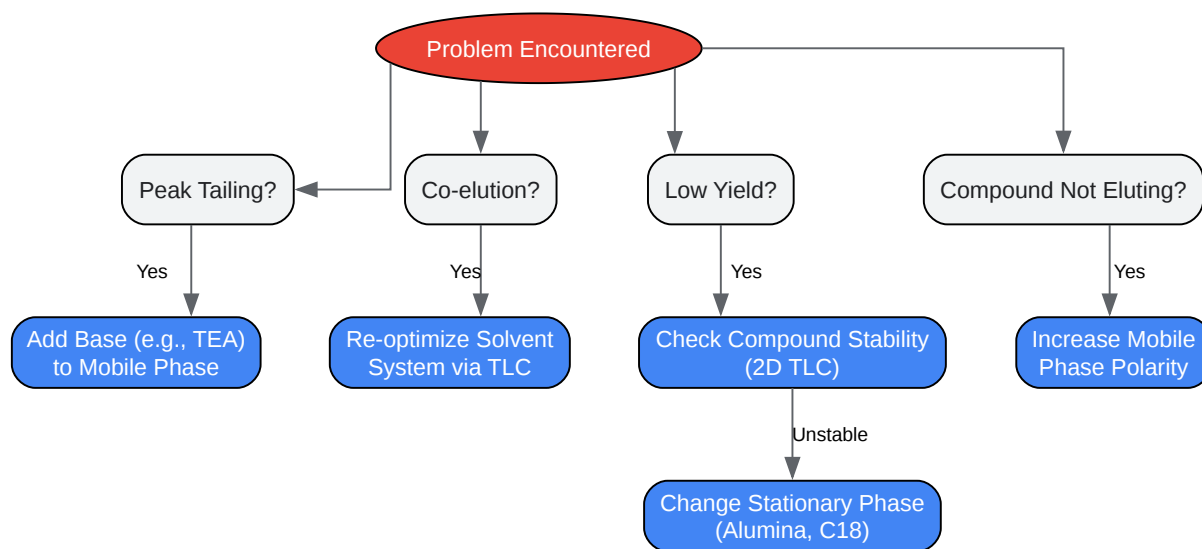 Problem Encountered
Peak Tailing?
Co-elution?
Low Yield?
Compound Not Eluting?
Yes
Yes
Yes
Yes
Add Base (e.g., TEA)
to Mobile Phase
Re-optimize Solvent
System via TLC
Check Compound Stability
(2D TLC)
Increase Mobile
Phase Polarity
Unstable
Change Stationary Phase
(Alumina, C18)